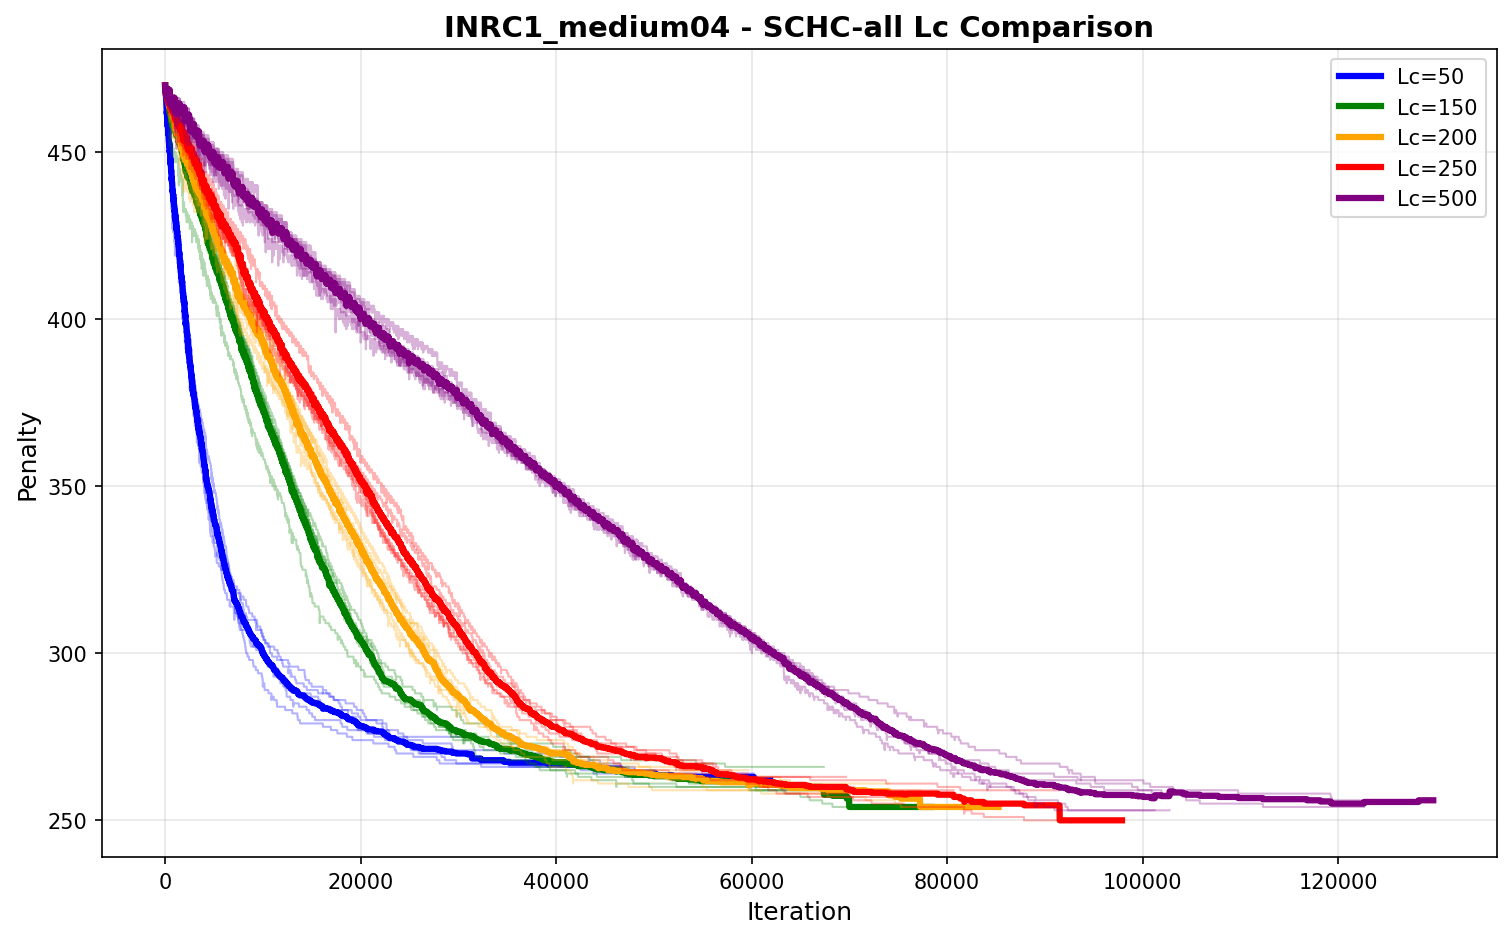 INRC1_medium04 - SCHC-all Lc Comparison
Lc=50
Lc=150
Lc=200
Lc=250
Lc=500
Penalty
450
400
350
300
250
0 20000 40000 60000 80000 100000 120000
Iteration